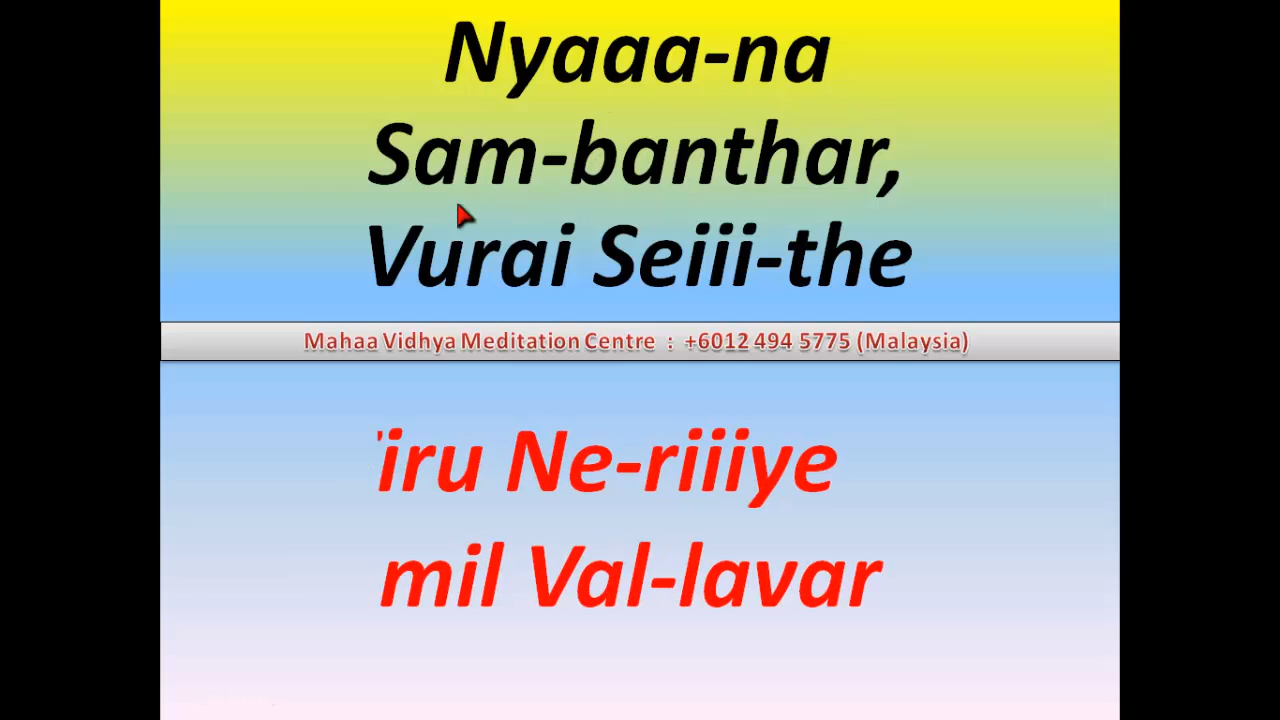 Nyaaa-na
Sam-banthar,
Vurai Seiii-the
Mahaa Vidhya Meditation Centre : +6012 494 5775 (Malaysia)
iru Ne-riiiye
mil Val-lavar